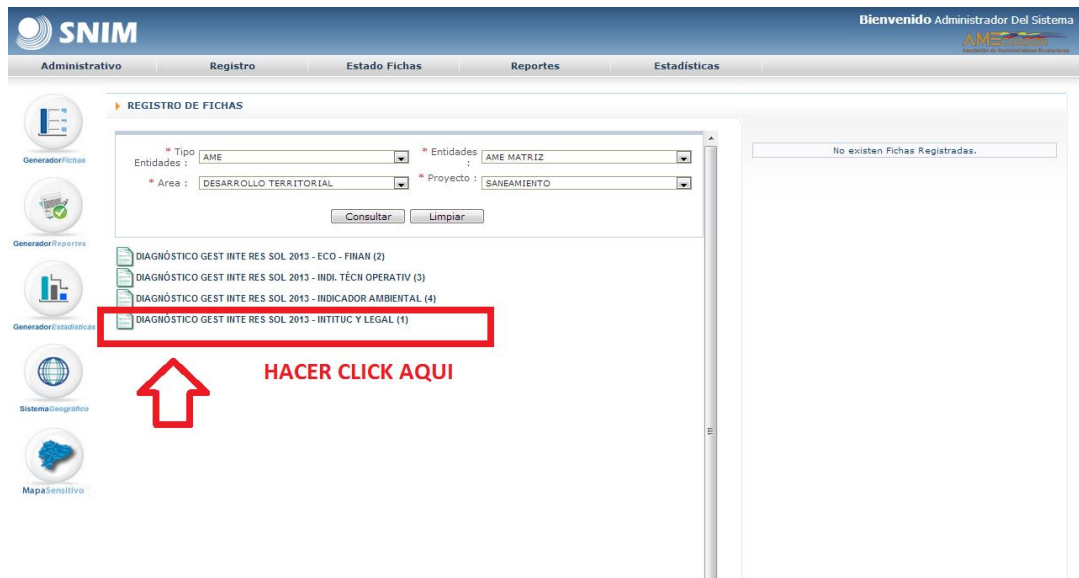 SNIM
Bienvenido Administrador Del Sistema
AMEcuador
Administrativo Registro Estado Fichas Reportes Estadísticas
REGISTRO DE FICHAS
GeneradorFichas
GeneradorReportes
GeneradorEstadísticas
SistemaGeográfico
MapaSensitivo
* Tipo Entidades : AME * Entidades : AME MATRIZ
* Area : DESARROLLO TERRITORIAL * Proyecto : SANEAMIENTO
Consultar Limpiar
DIAGNÓSTICO GEST INTE RES SOL 2013 - ECO - FINAN (2)
DIAGNÓSTICO GEST INTE RES SOL 2013 - INDI. TÉCN OPERATIV (3)
DIAGNÓSTICO GEST INTE RES SOL 2013 - INDICADOR AMBIENTAL (4)
DIAGNÓSTICO GEST INTE RES SOL 2013 - INTITUC Y LEGAL (1)
HACER CLICK AQUI
No existen Fichas Registradas.